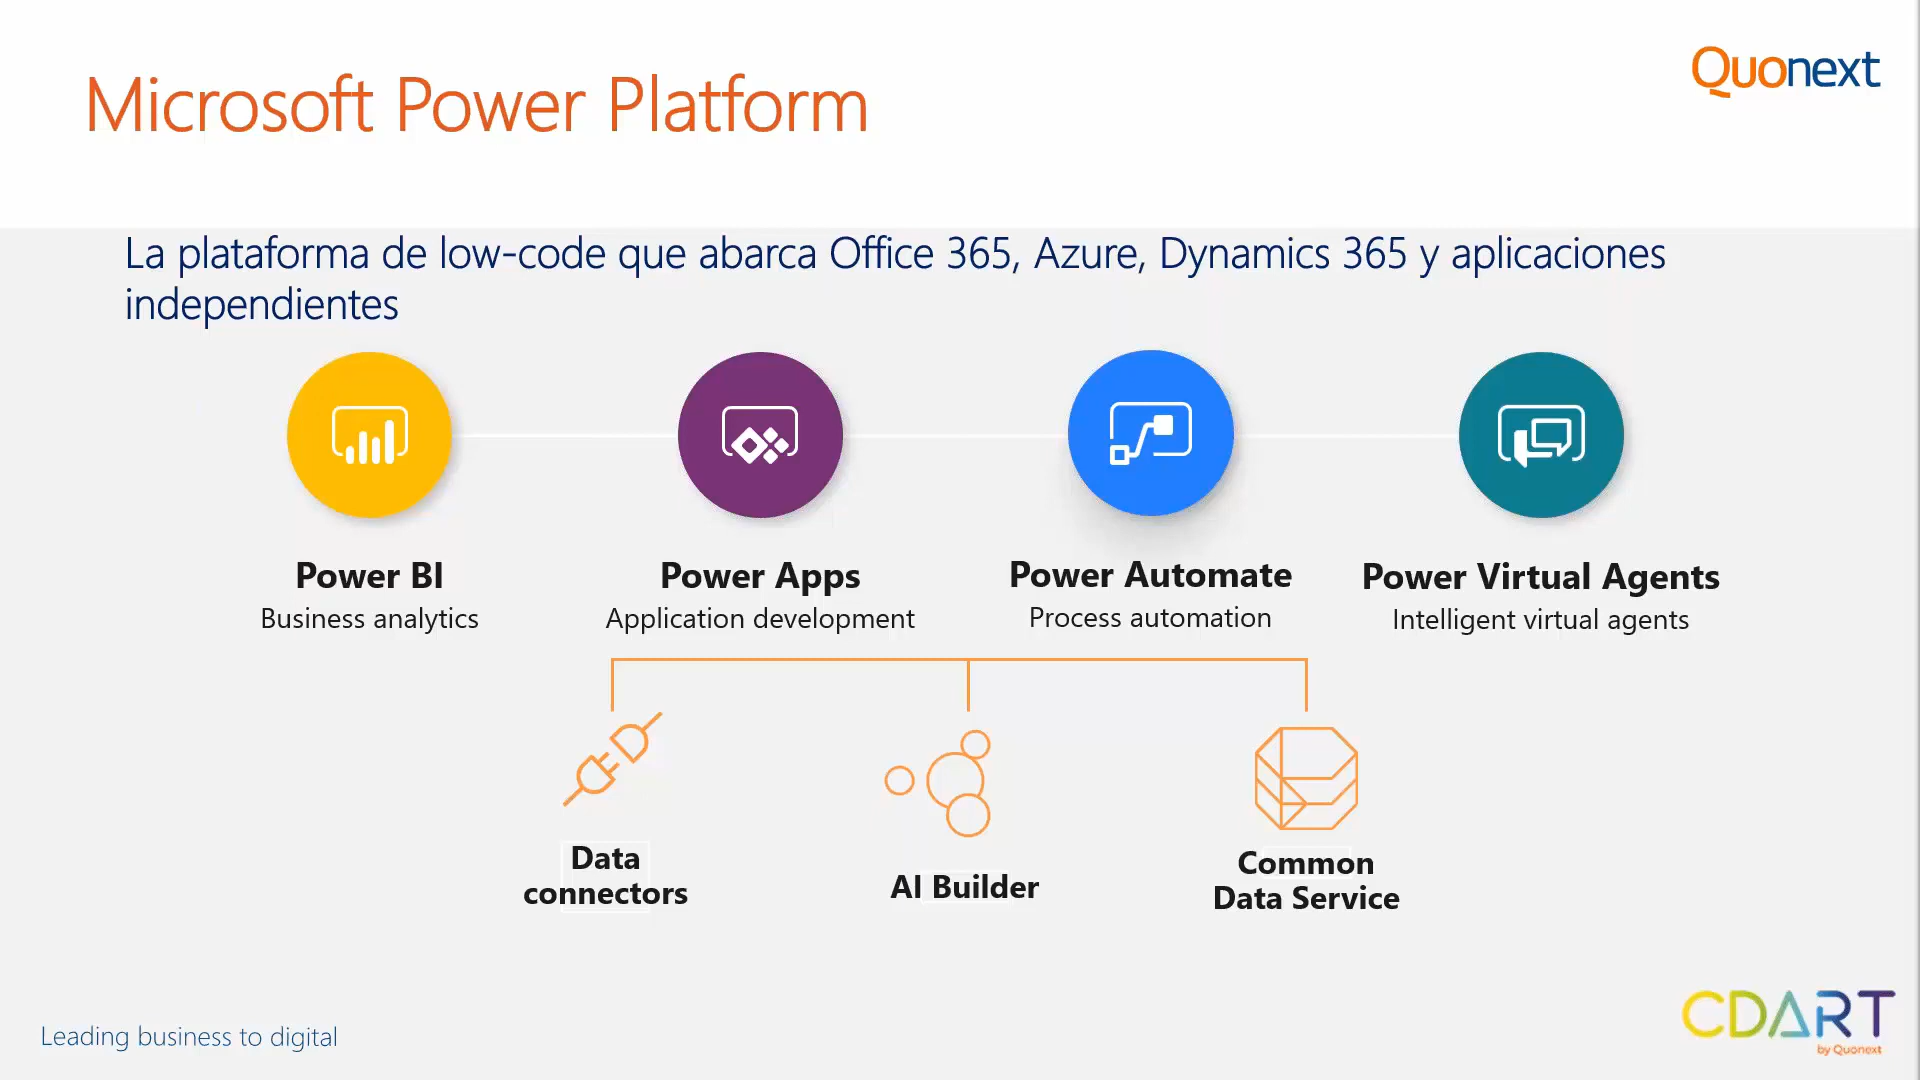 Microsoft Power Platform
Quonext
La plataforma de low-code que abarca Office 365, Azure, Dynamics 365 y aplicaciones
independientes
Power BI
Business analytics
Power Apps
Application development
Power Automate
Process automation
Power Virtual Agents
Intelligent virtual agents
Data
connectors
AI Builder
Common
Data Service
Leading business to digital
CDART
by Quonext